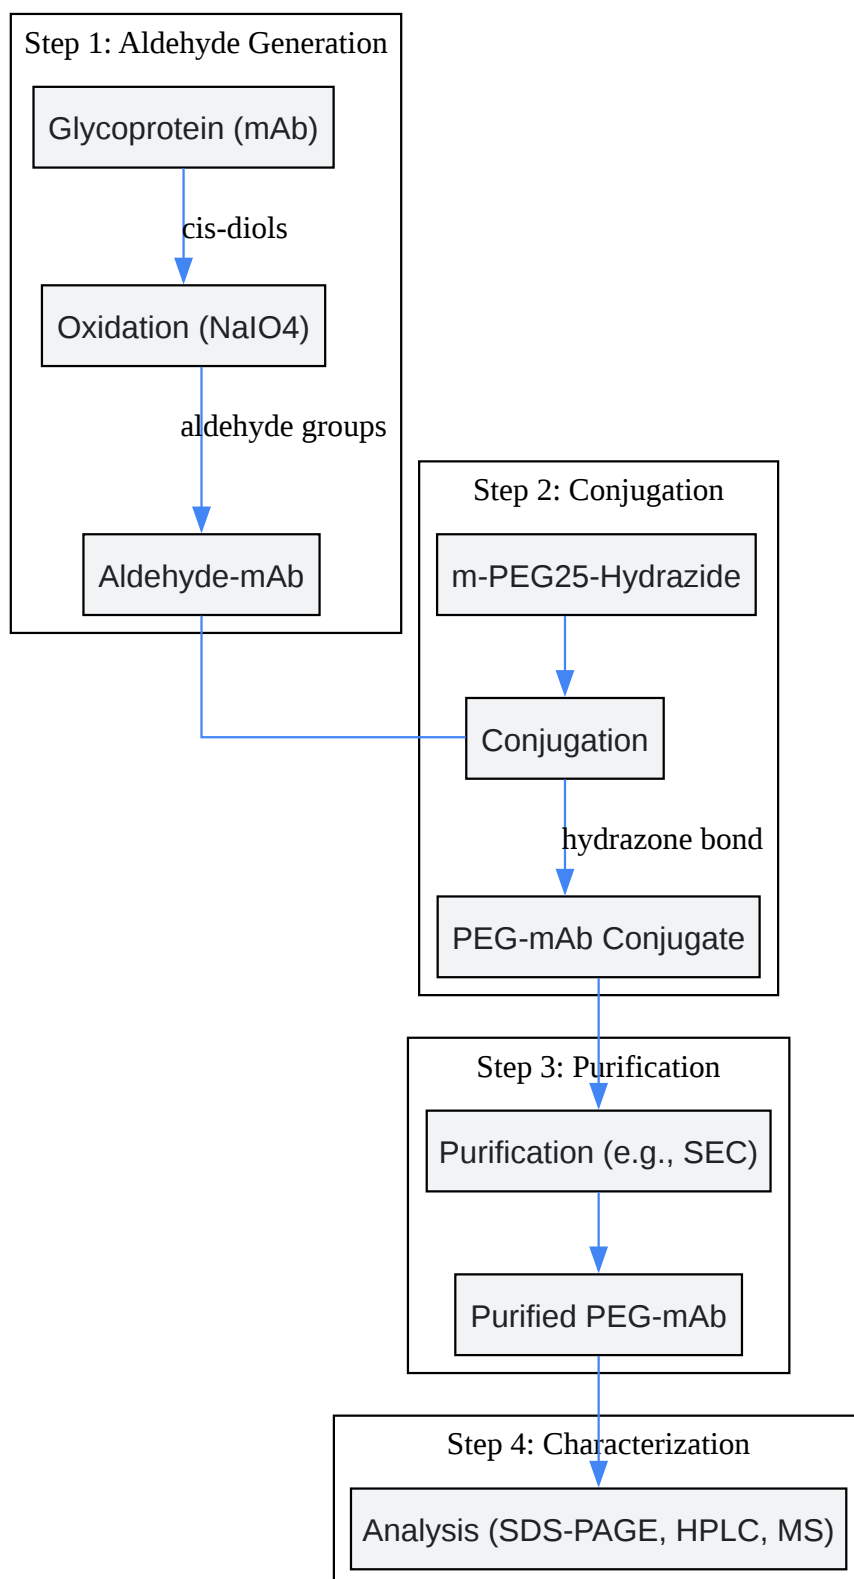 Step 1: Aldehyde Generation
Glycoprotein (mAb)
cis-diols
Oxidation (NaIO4)
aldehyde groups
Aldehyde-mAb
Step 2: Conjugation
m-PEG25-Hydrazide
Conjugation
hydrazone bond
PEG-mAb Conjugate
Step 3: Purification
Purification (e.g., SEC)
Purified PEG-mAb
Step 4: Characterization
Analysis (SDS-PAGE, HPLC, MS)